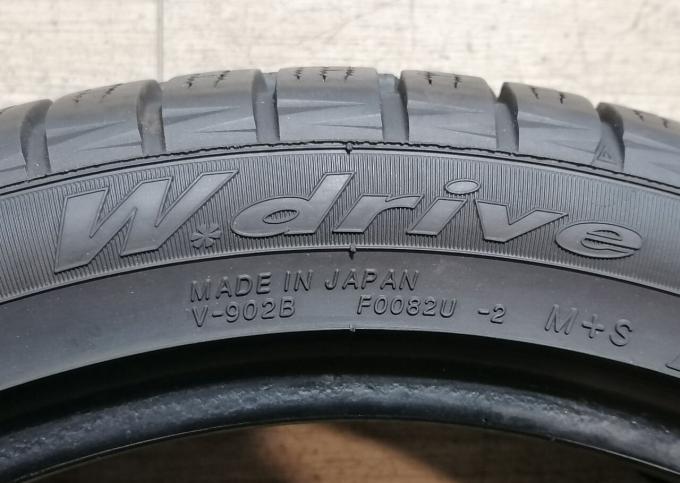 W*drive
MADE IN JAPAN
V-902B F0082U -2 M+S